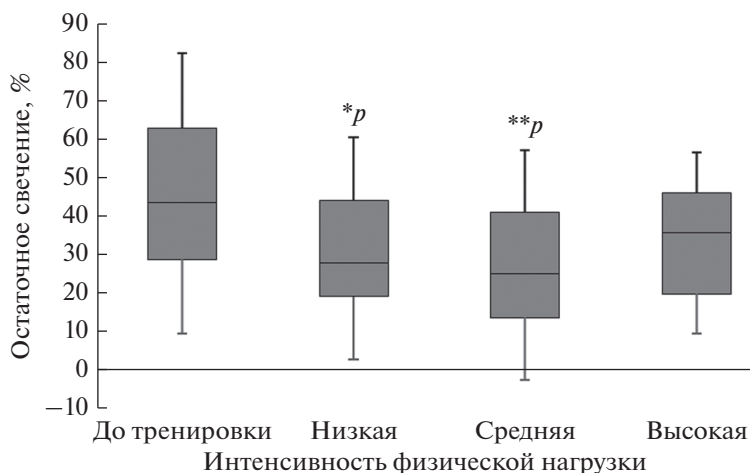 Остаточное свечение, %
90
80
70
60
50
40
30
20
10
0
–10
*p
**p
До тренировки Низкая Средняя Высокая
Интенсивность физической нагрузки